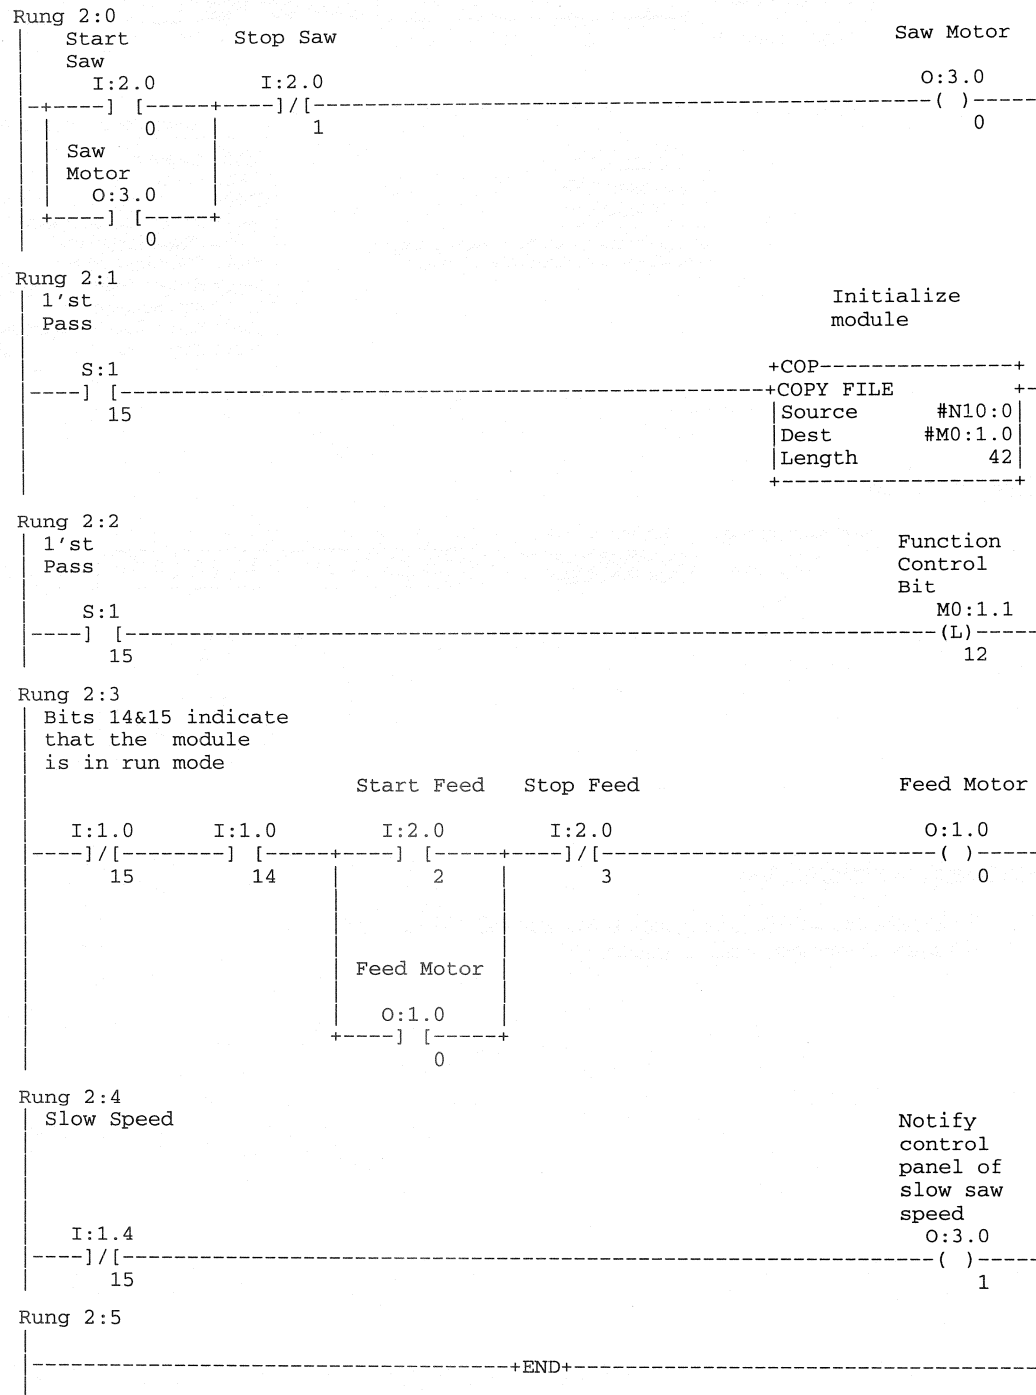 Rung 2:0
Start Stop Saw Saw Motor
Saw
I:2.0 I:2.0 O:3.0
-+----] [-----+----]/[------------------------------------------------( )-----
0 1 0
Saw
Motor
O:3.0
+----] [-----+
0
Rung 2:1
1'st Initialize
Pass module
S:1 +COP---------------+
----] [--------------------------------------------------+COPY FILE +-
15 |Source #N10:0|
|Dest #M0:1.0|
|Length 42|
+------------------+
Rung 2:2
1'st Function
Pass Control
Bit
S:1 M0:1.1
----] [---------------------------------------------------------------(L)-----
15 12
Rung 2:3
Bits 14&15 indicate
that the module
is in run mode
Start Feed Stop Feed Feed Motor
I:1.0 I:1.0 I:2.0 I:2.0 O:1.0
----]/[--------] [-----+----] [-----+----]/[--------------------------( )-----
15 14 2 3 0
Feed Motor
O:1.0
+----] [-----+
0
Rung 2:4
Slow Speed Notify
control
panel of
slow saw
speed
I:1.4 O:3.0
----]/[---------------------------------------------------------------( )-----
15 1
Rung 2:5
-------------------------------------+END+------------------------------------